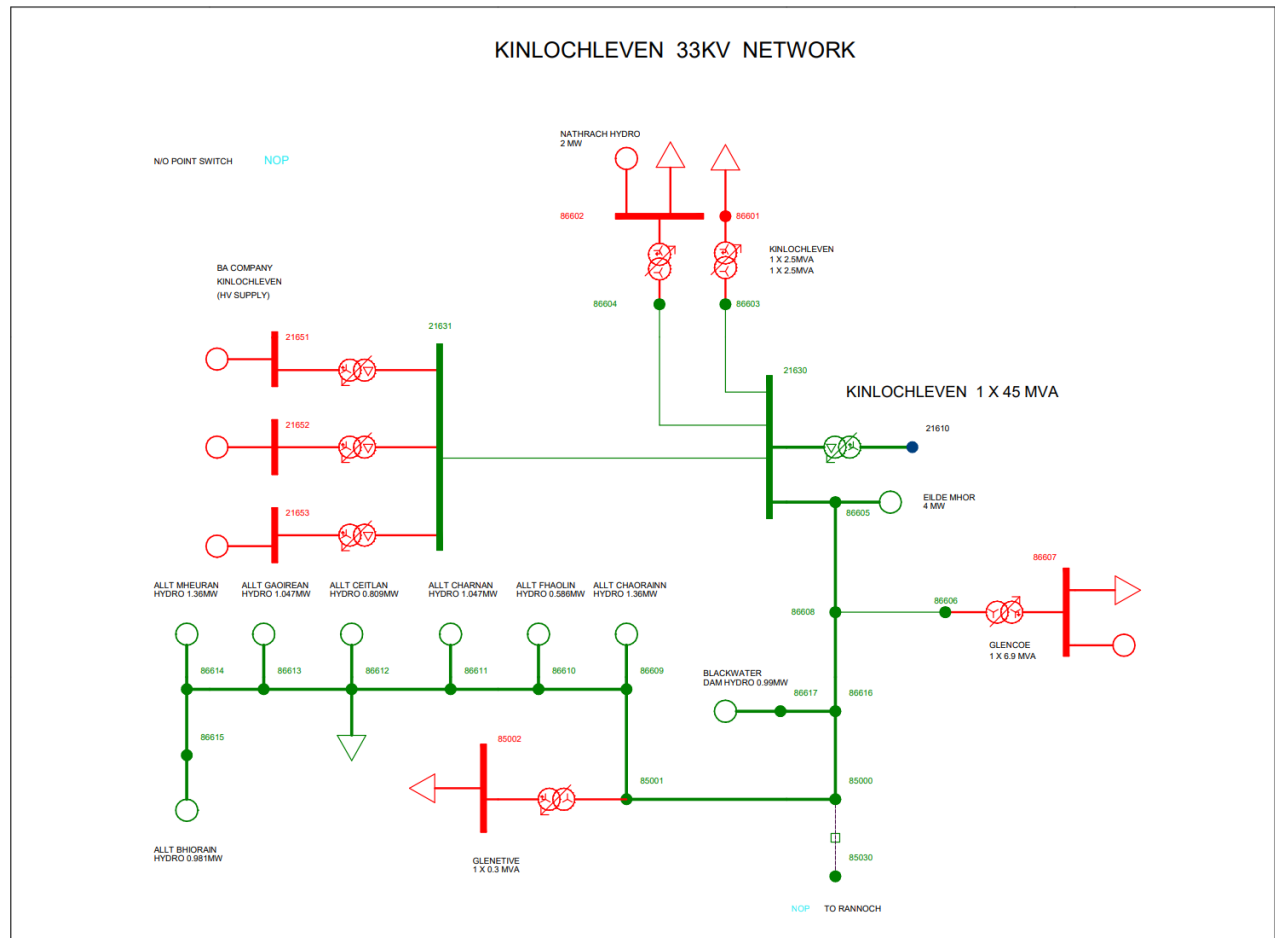 KINLOCHLEVEN 33KV NETWORK
N/O POINT SWITCH NOP
NATHRACH HYDRO
2 MW
86602
86601
KINLOCHLEVEN
1 X 2.5MVA
1 X 2.5MVA
86604
86603
BA COMPANY
KINLOCHLEVEN
(HV SUPPLY)
21651
21631
21652
21653
21630
KINLOCHLEVEN 1 X 45 MVA
21610
EILDE MHOR
4 MW
86605
86607
86608
86606
GLENCOE
1 X 6.9 MVA
ALLT MHEURAN
HYDRO 1.36MW
ALLT GAOIREAN
HYDRO 1.047MW
ALLT CEITLAN
HYDRO 0.809MW
ALLT CHARNAN
HYDRO 1.047MW
ALLT FHAOLIN
HYDRO 0.586MW
ALLT CHAORAINN
HYDRO 1.36MW
86614
86613
86612
86611
86610
86609
BLACKWATER
DAM HYDRO 0.99MW
86617
86616
86615
85002
85001
85000
ALLT BHIORAIN
HYDRO 0.981MW
GLENETIVE
1 X 0.3 MVA
85030
NOP TO RANNOCH